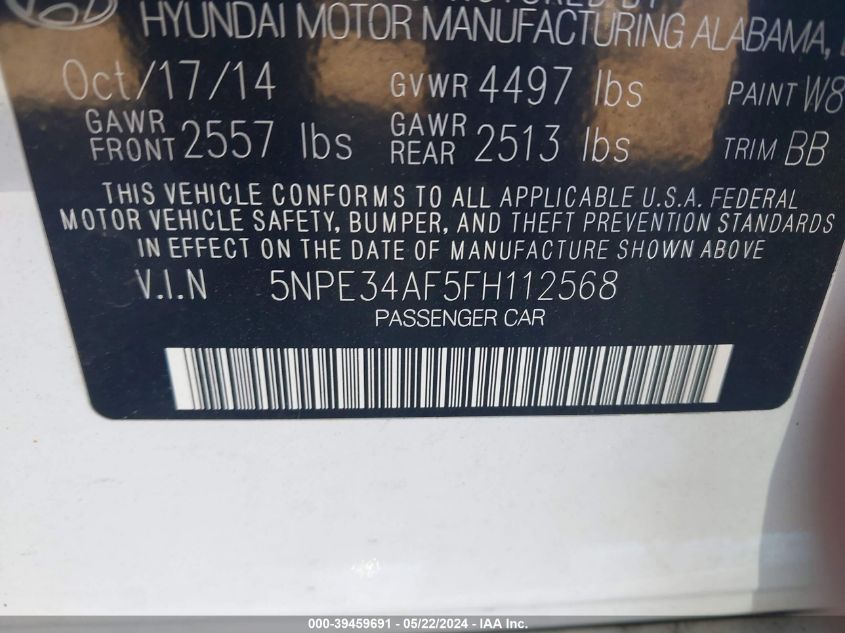 HYUNDAI MOTOR MANUFACTURING ALABAMA,
Oct/17/14 GVWR 4497 lbs PAINT W8
GAWR FRONT 2557 lbs GAWR REAR 2513 lbs TRIM BB
THIS VEHICLE CONFORMS TO ALL APPLICABLE U.S.A. FEDERAL
MOTOR VEHICLE SAFETY, BUMPER, AND THEFT PREVENTION STANDARDS
IN EFFECT ON THE DATE OF MANUFACTURE SHOWN ABOVE
V.I.N 5NPE34AF5FH112568
PASSENGER CAR
000-39459691 - 05/22/2024 - IAA Inc.